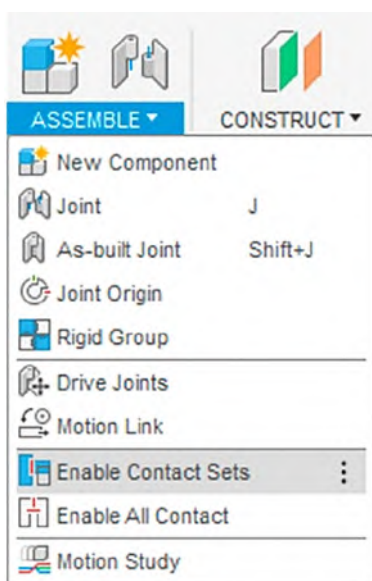 ASSEMBLE CONSTRUCT
New Component
Joint J
As-built Joint Shift+J
Joint Origin
Rigid Group
Drive Joints
Motion Link
Enable Contact Sets
Enable All Contact
Motion Study